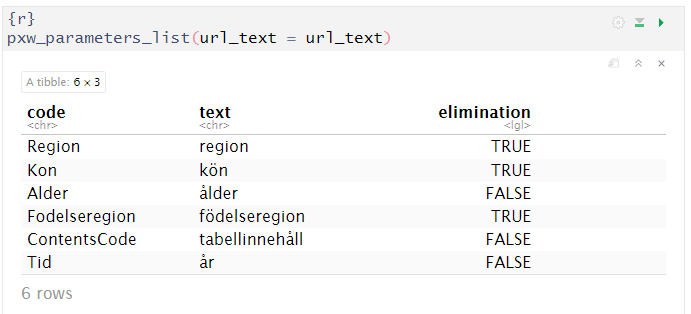 {r}
pxw_parameters_list(url_text = url_text)
A tibble: 6 × 3
code text elimination
<chr> <chr> <lgl>
Region region TRUE
Kon kön TRUE
Alder ålder FALSE
Fodelseregion födelseregion TRUE
ContentsCode tabellinnehåll FALSE
Tid år FALSE
6 rows